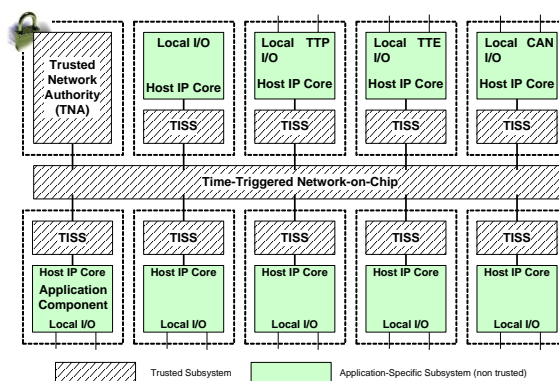 Trusted
Network
Authority
(TNA)
Local I/O
Host IP Core
TISS
Local TTP
I/O
Host IP Core
TISS
Local TTE
I/O
Host IP Core
TISS
Local CAN
I/O
Host IP Core
TISS
Time-Triggered Network-on-Chip
TISS
Host IP Core
Application
Component
Local I/O
TISS
Host IP Core
Local I/O
TISS
Host IP Core
Local I/O
TISS
Host IP Core
Local I/O
TISS
Host IP Core
Local I/O
Trusted Subsystem
Application-Specific Subsystem (non trusted)